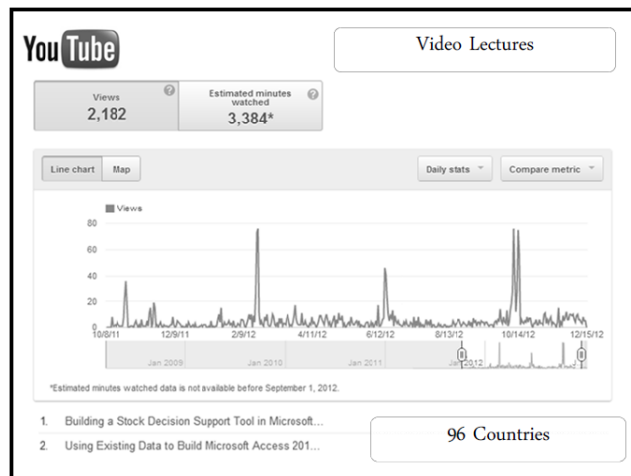 YouTube
Video Lectures
Views
2,182
Estimated minutes
watched
3,384*
Line chart
Map
Daily stats
Compare metric
Views
80
60
40
20
0
10/8/11 12/9/11 2/9/12 4/11/12 6/12/12 8/13/12 10/14/12 12/15/12
Jan 2009 Jan 2010 Jan 2011 Jan 2012
*Estimated minutes watched data is not available before September 1, 2012.
1. Building a Stock Decision Support Tool in Microsoft...
2. Using Existing Data to Build Microsoft Access 201...
96 Countries